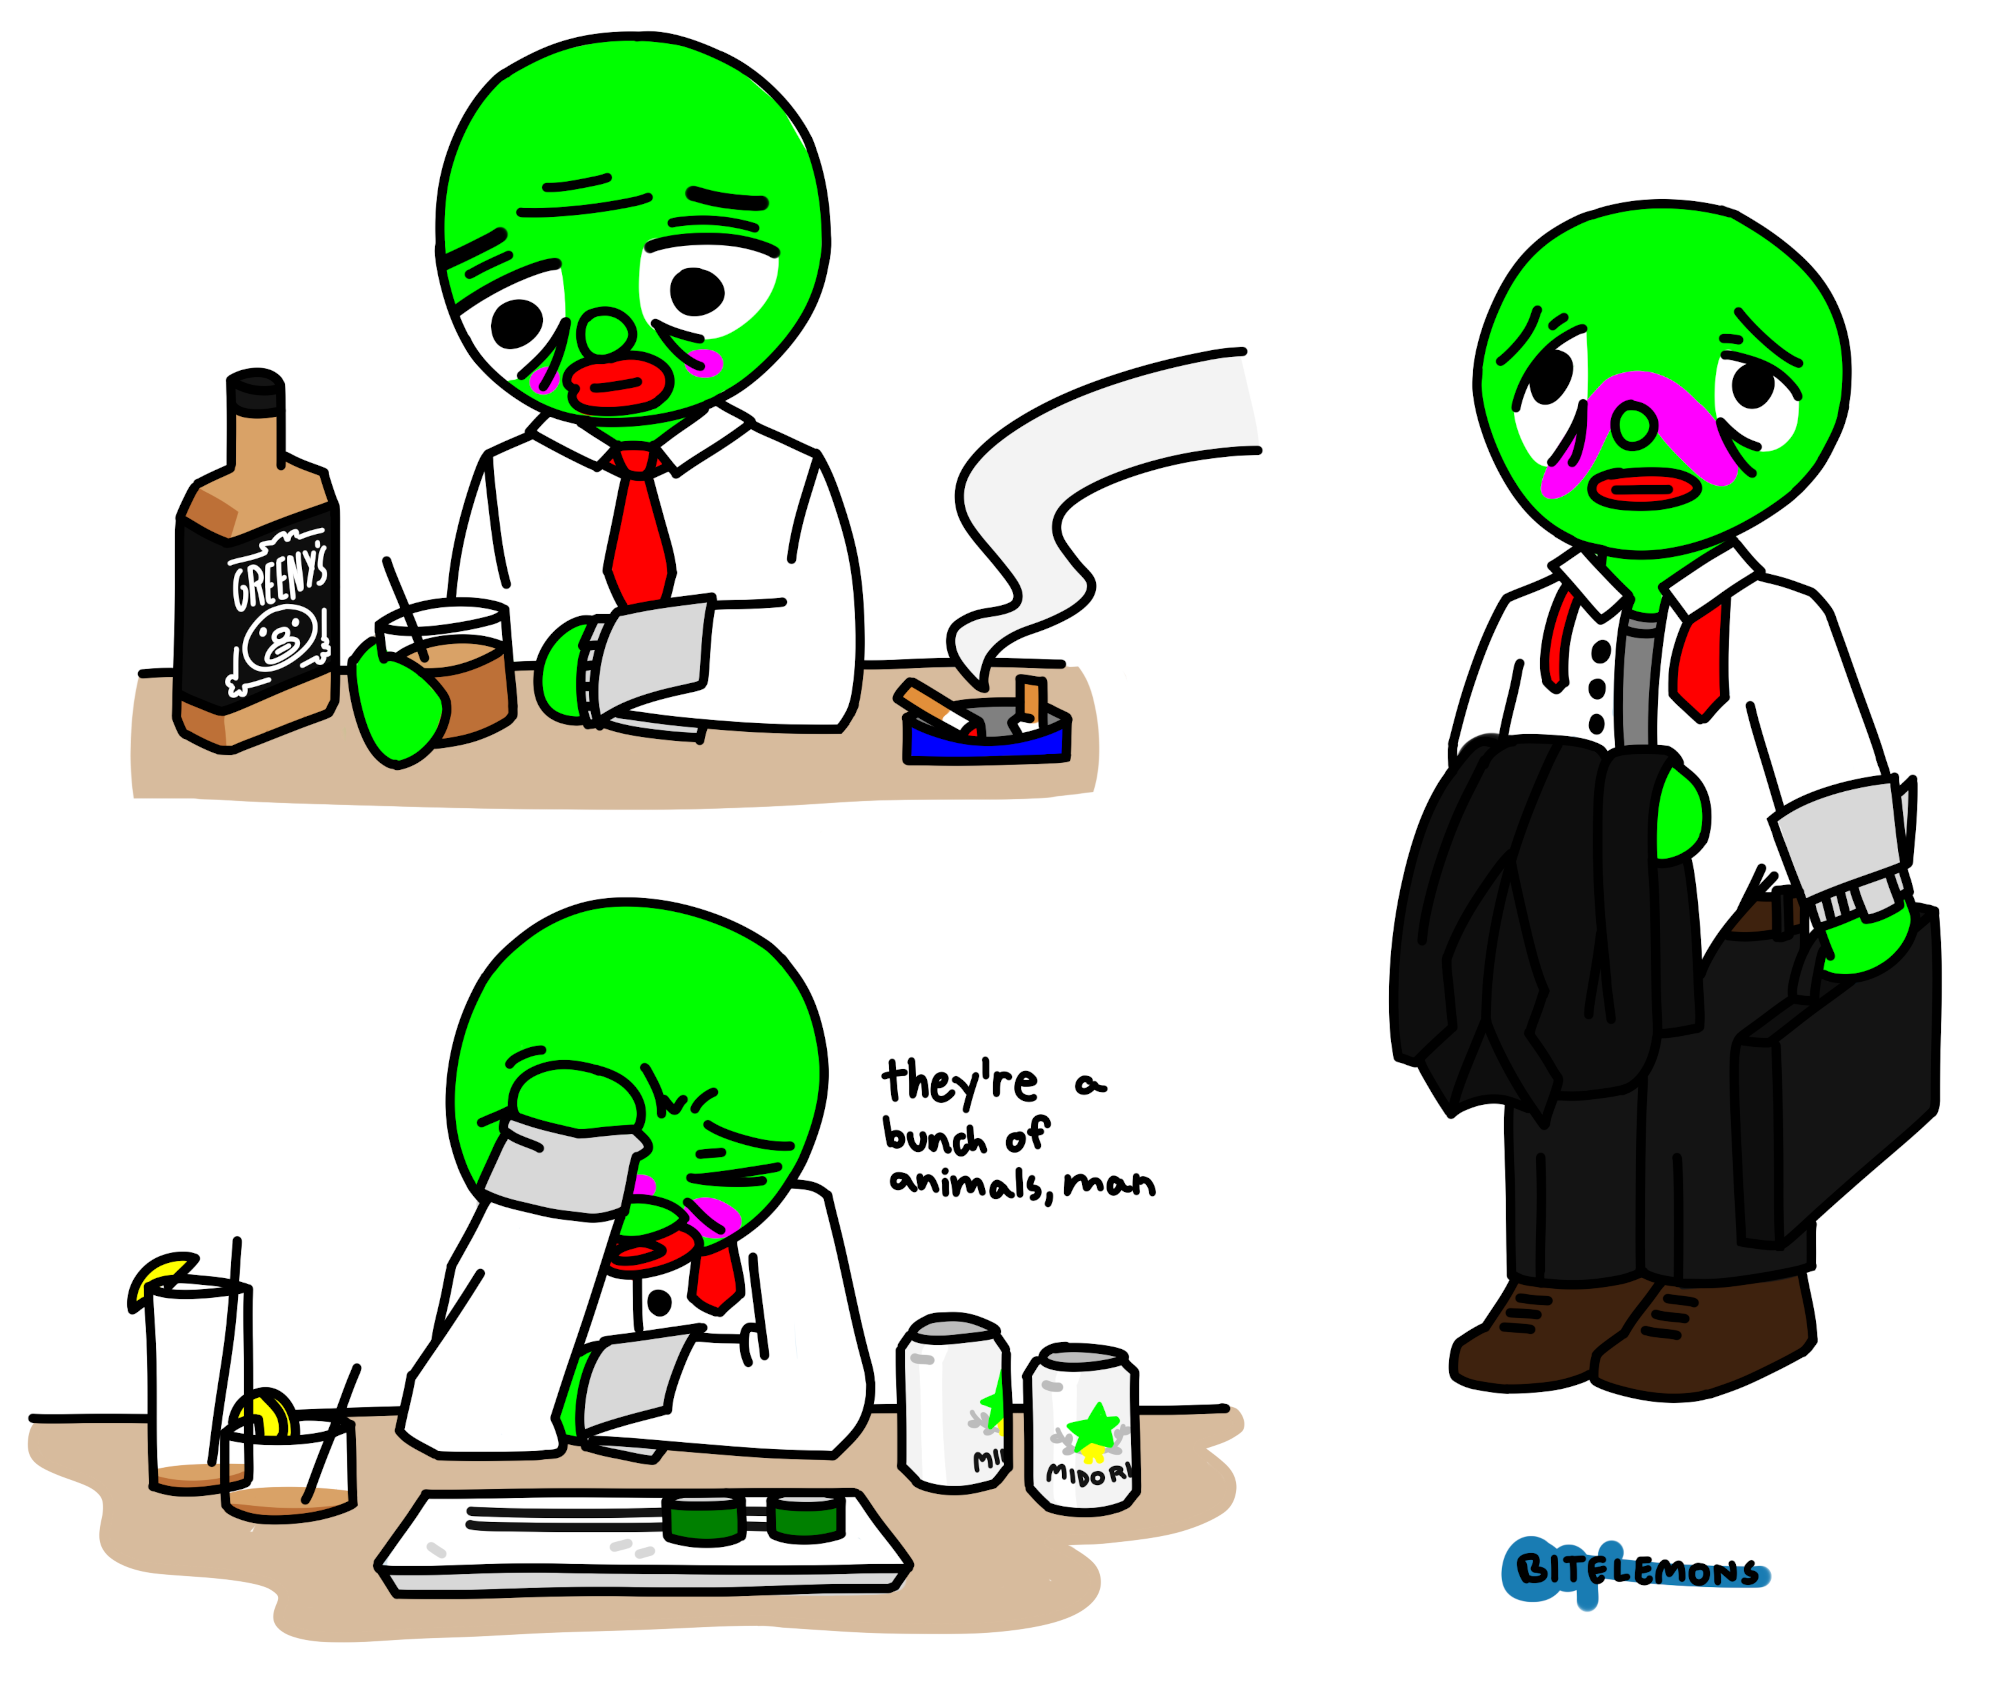 GREENY'S
they're a
bunch of
animals, man
MI
MIDORI
BITELEMONS